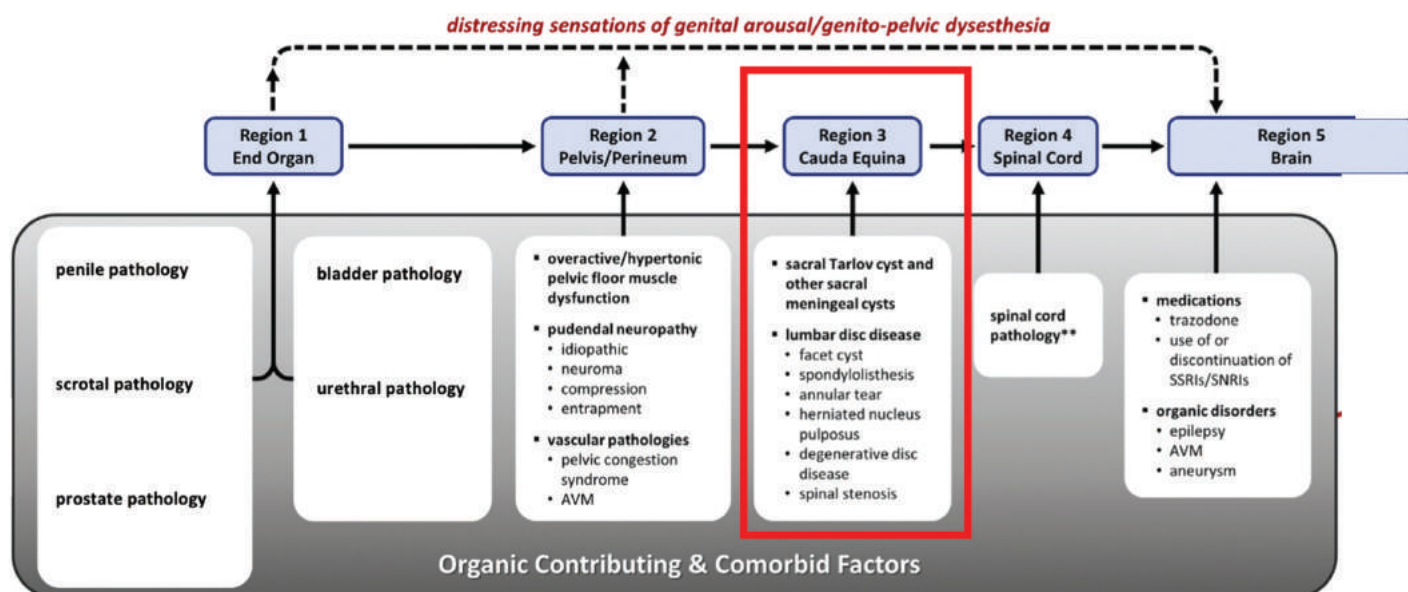 distressing sensations of genital arousal/genito-pelvic dysesthesia
Region 1
End Organ
Region 2
Pelvis/Perineum
Region 3
Cauda Equina
Region 4
Spinal Cord
Region 5
Brain
penile pathology
scrotal pathology
prostate pathology
bladder pathology
urethral pathology
▪ overactive/hypertonic
pelvic floor muscle
dysfunction
▪ pudendal neuropathy
• idiopathic
• neuroma
• compression
• entrapment
▪ vascular pathologies
• pelvic congestion
syndrome
• AVM
▪ sacral Tarlov cyst and
other sacral
meningeal cysts
▪ lumbar disc disease
• facet cyst
• spondylolisthesis
• annular tear
• herniated nucleus
pulposus
• degenerative disc
disease
• spinal stenosis
spinal cord
pathology**
▪ medications
• trazodone
• use of or
discontinuation of
SSRIs/SNRIs
▪ organic disorders
• epilepsy
• AVM
• aneurysm
Organic Contributing & Comorbid Factors